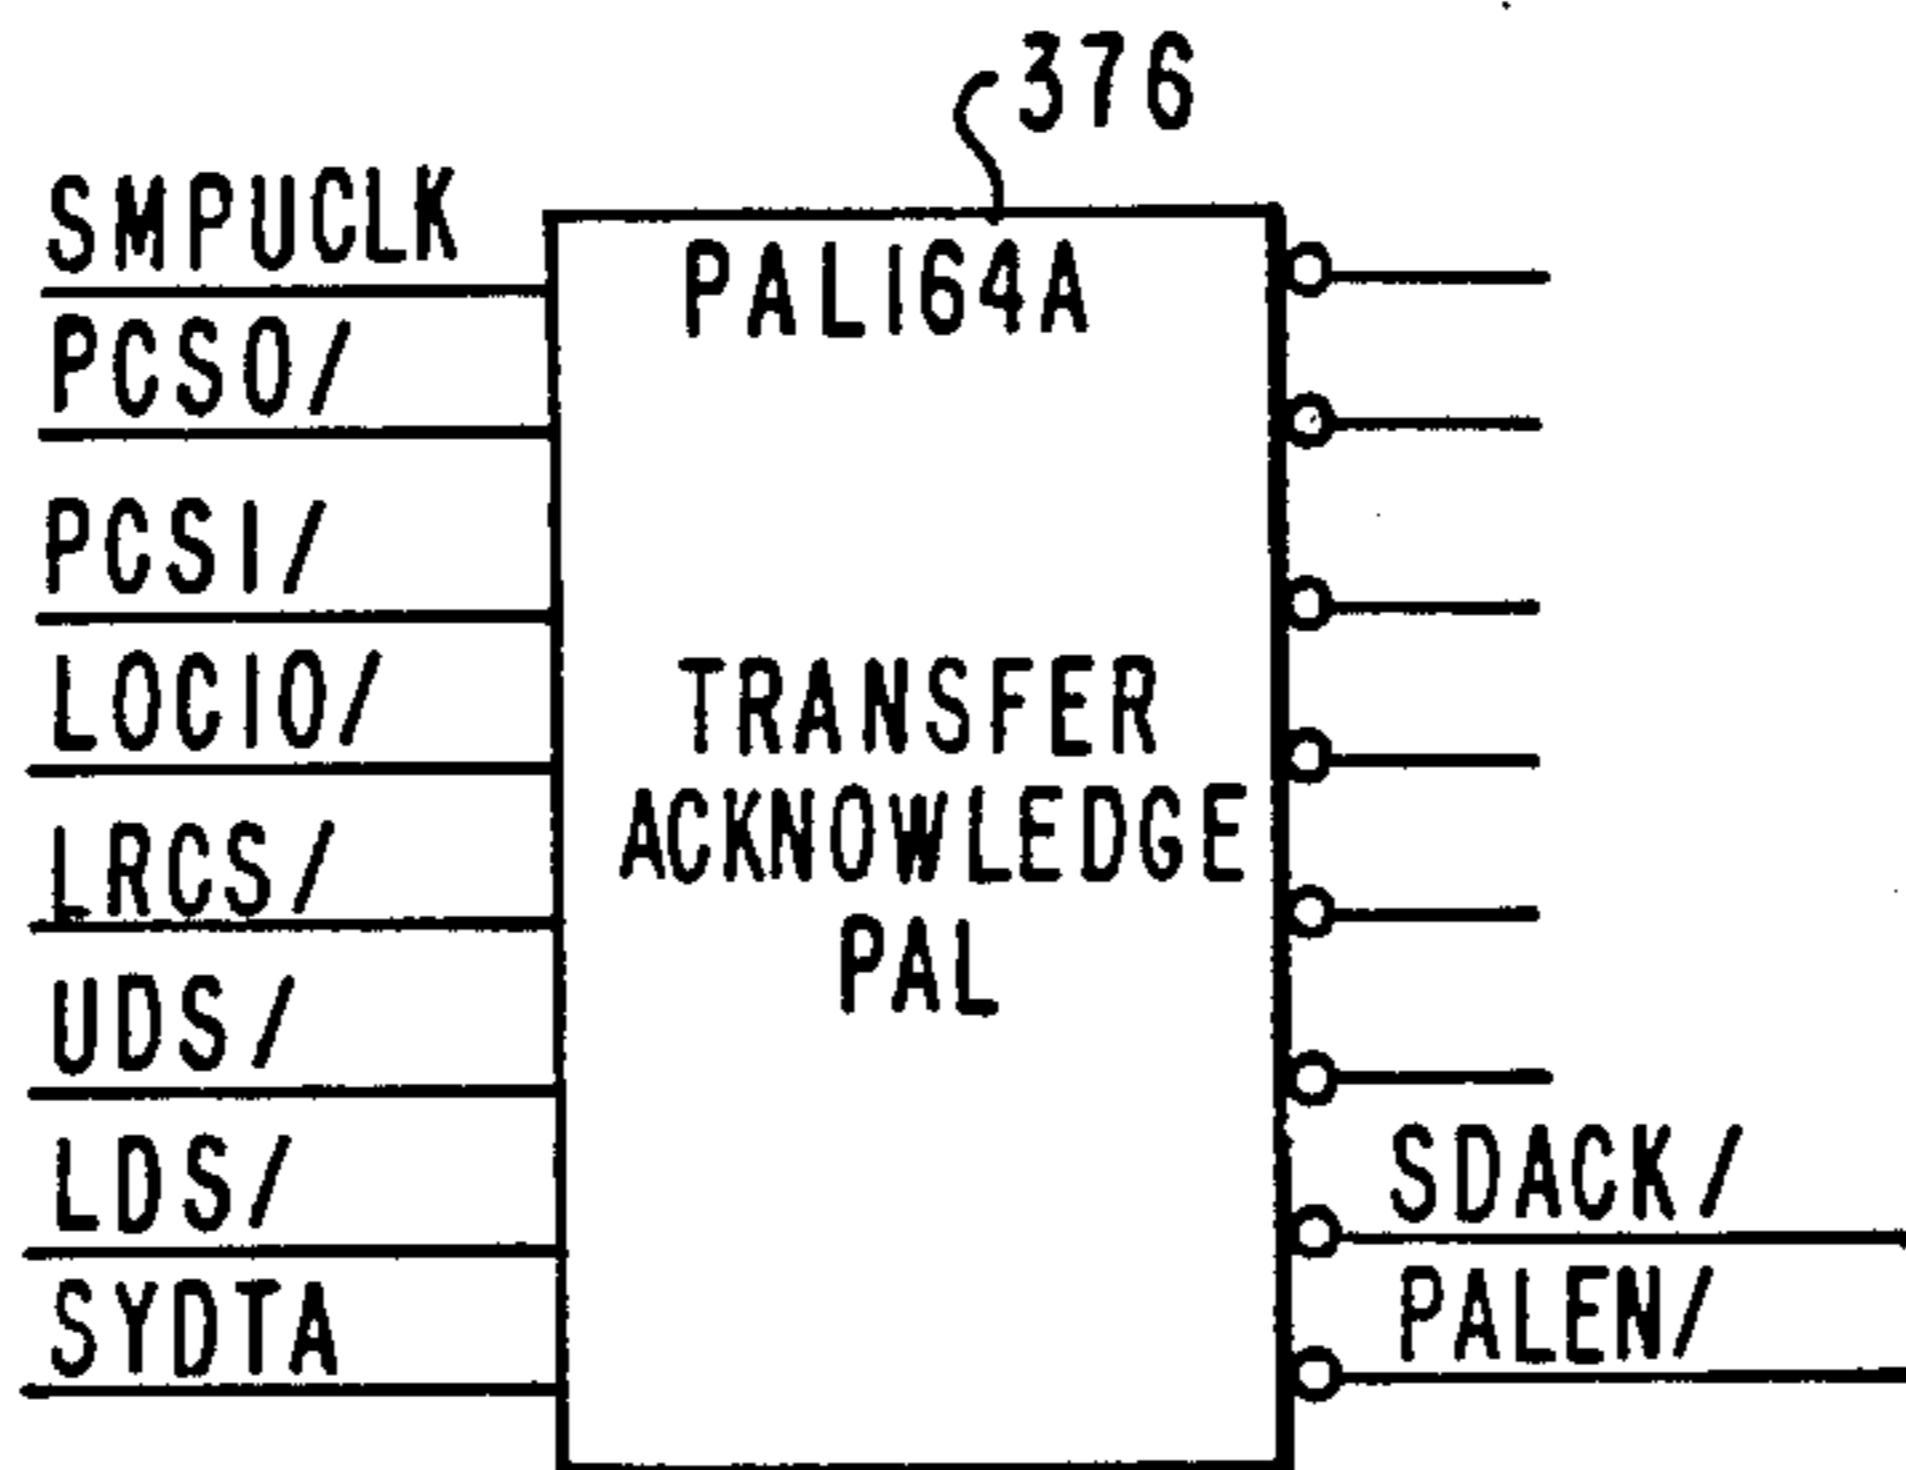 376
SMPUCLK
PAL164A
PCS0/
PCS1/
LOCIO/
TRANSFER
ACKNOWLEDGE
PAL
LRCS/
UDS/
LDS/
SDACK/
SYDTA
PALEN/